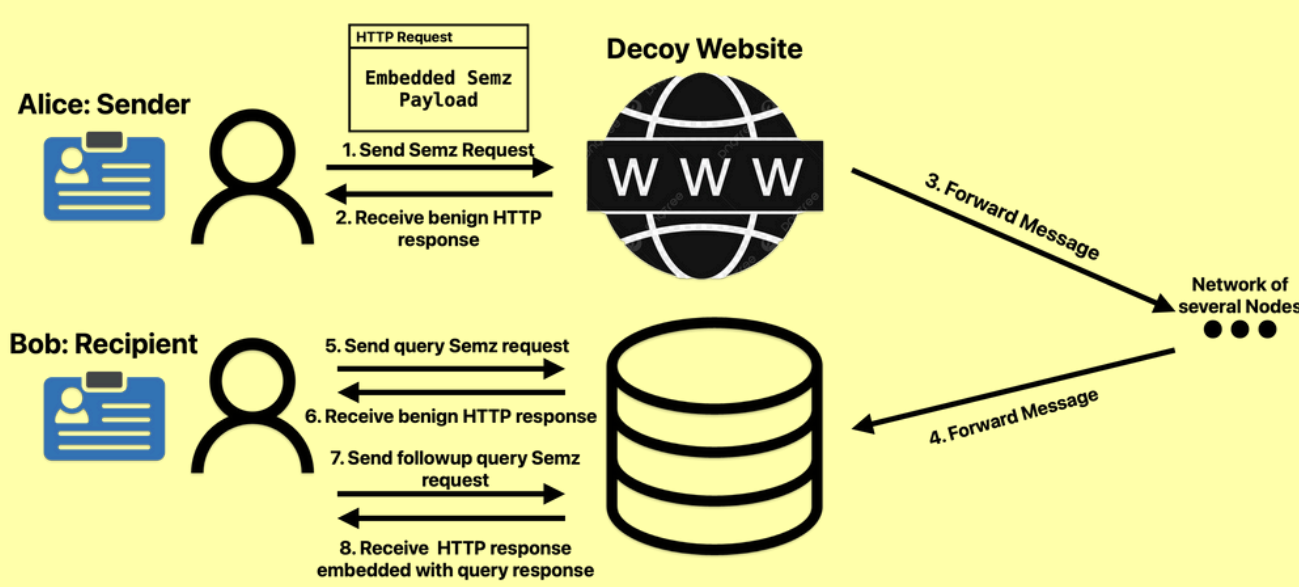 HTTP Request
Embedded Semz
Payload
Decoy Website
Alice: Sender
1. Send Semz Request
2. Receive benign HTTP
response
WWW
3. Forward Message
Network of
several Nodes
4. Forward Message
Bob: Recipient
5. Send query Semz request
6. Receive benign HTTP response
7. Send followup query Semz
request
8. Receive HTTP response
embedded with query response